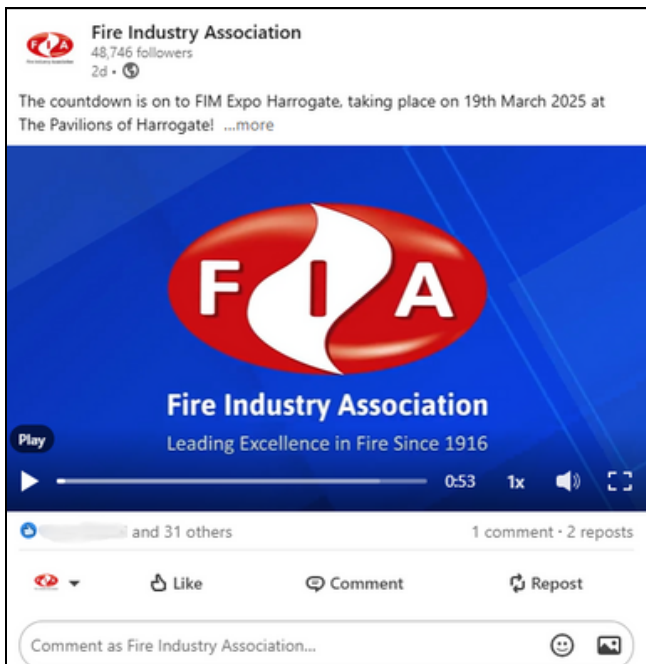 FIA
Fire Industry Association
48,746 followers
2d •
The countdown is on to FIM Expo Harrogate, taking place on 19th March 2025 at
The Pavilions of Harrogate! ...more
F I A
Fire Industry Association
Leading Excellence in Fire Since 1916
Play
0:53 1x
and 31 others 1 comment • 2 reposts
Like Comment Repost
Comment as Fire Industry Association...